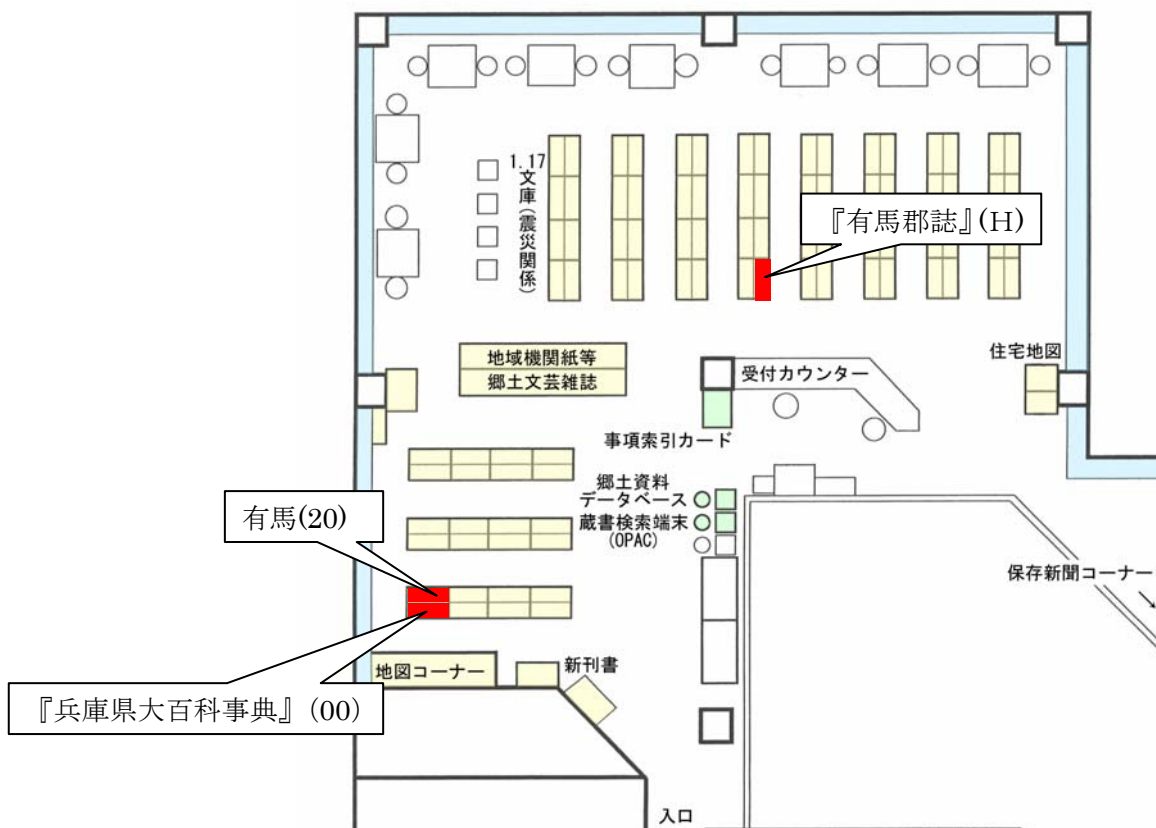 1.17
文庫(震災関係)
『有馬郡誌』(H)
地域機関紙等
郷土文芸雑誌
受付カウンター
住宅地図
事項索引カード
郷土資料
データベース
蔵書検索端末
(OPAC)
有馬(20)
保存新聞コーナー
→
地図コーナー
新刊書
『兵庫県大百科事典』(00)
入口